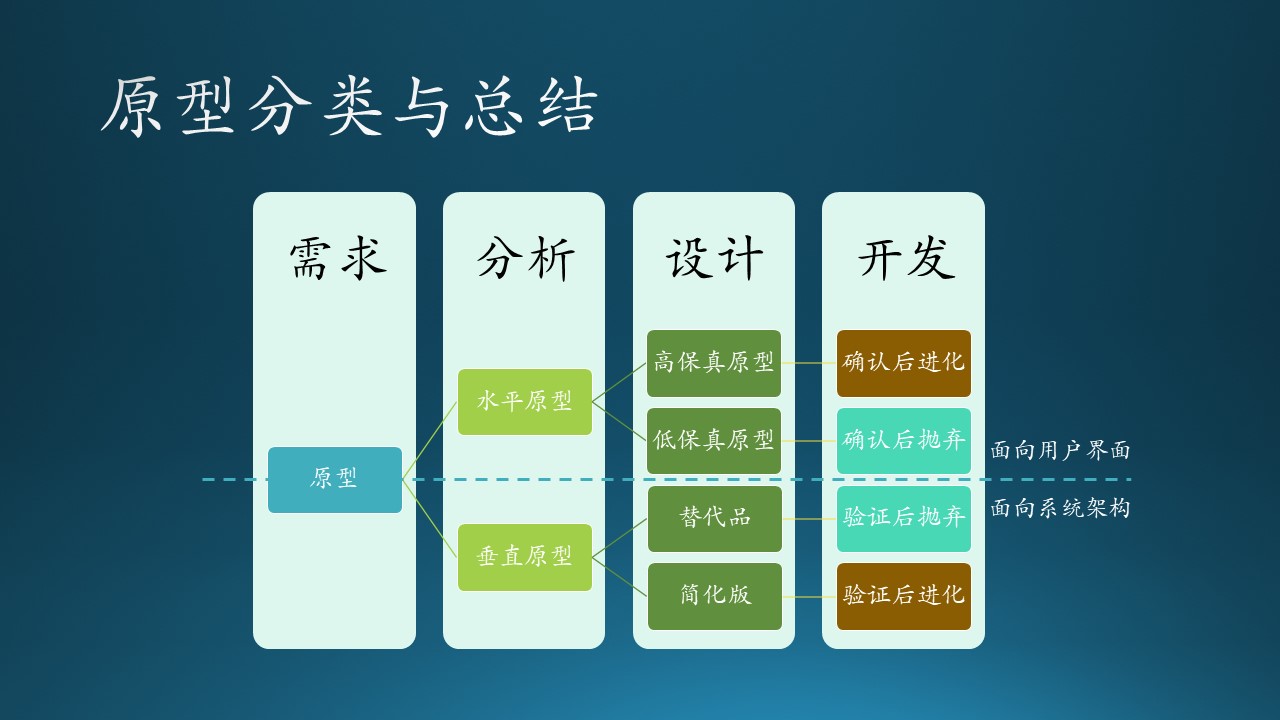 原型分类与总结
需求
分析
设计
开发
高保真原型
确认后进化
水平原型
低保真原型
确认后抛弃
面向用户界面
原型
替代品
验证后抛弃
面向系统架构
垂直原型
简化版
验证后进化